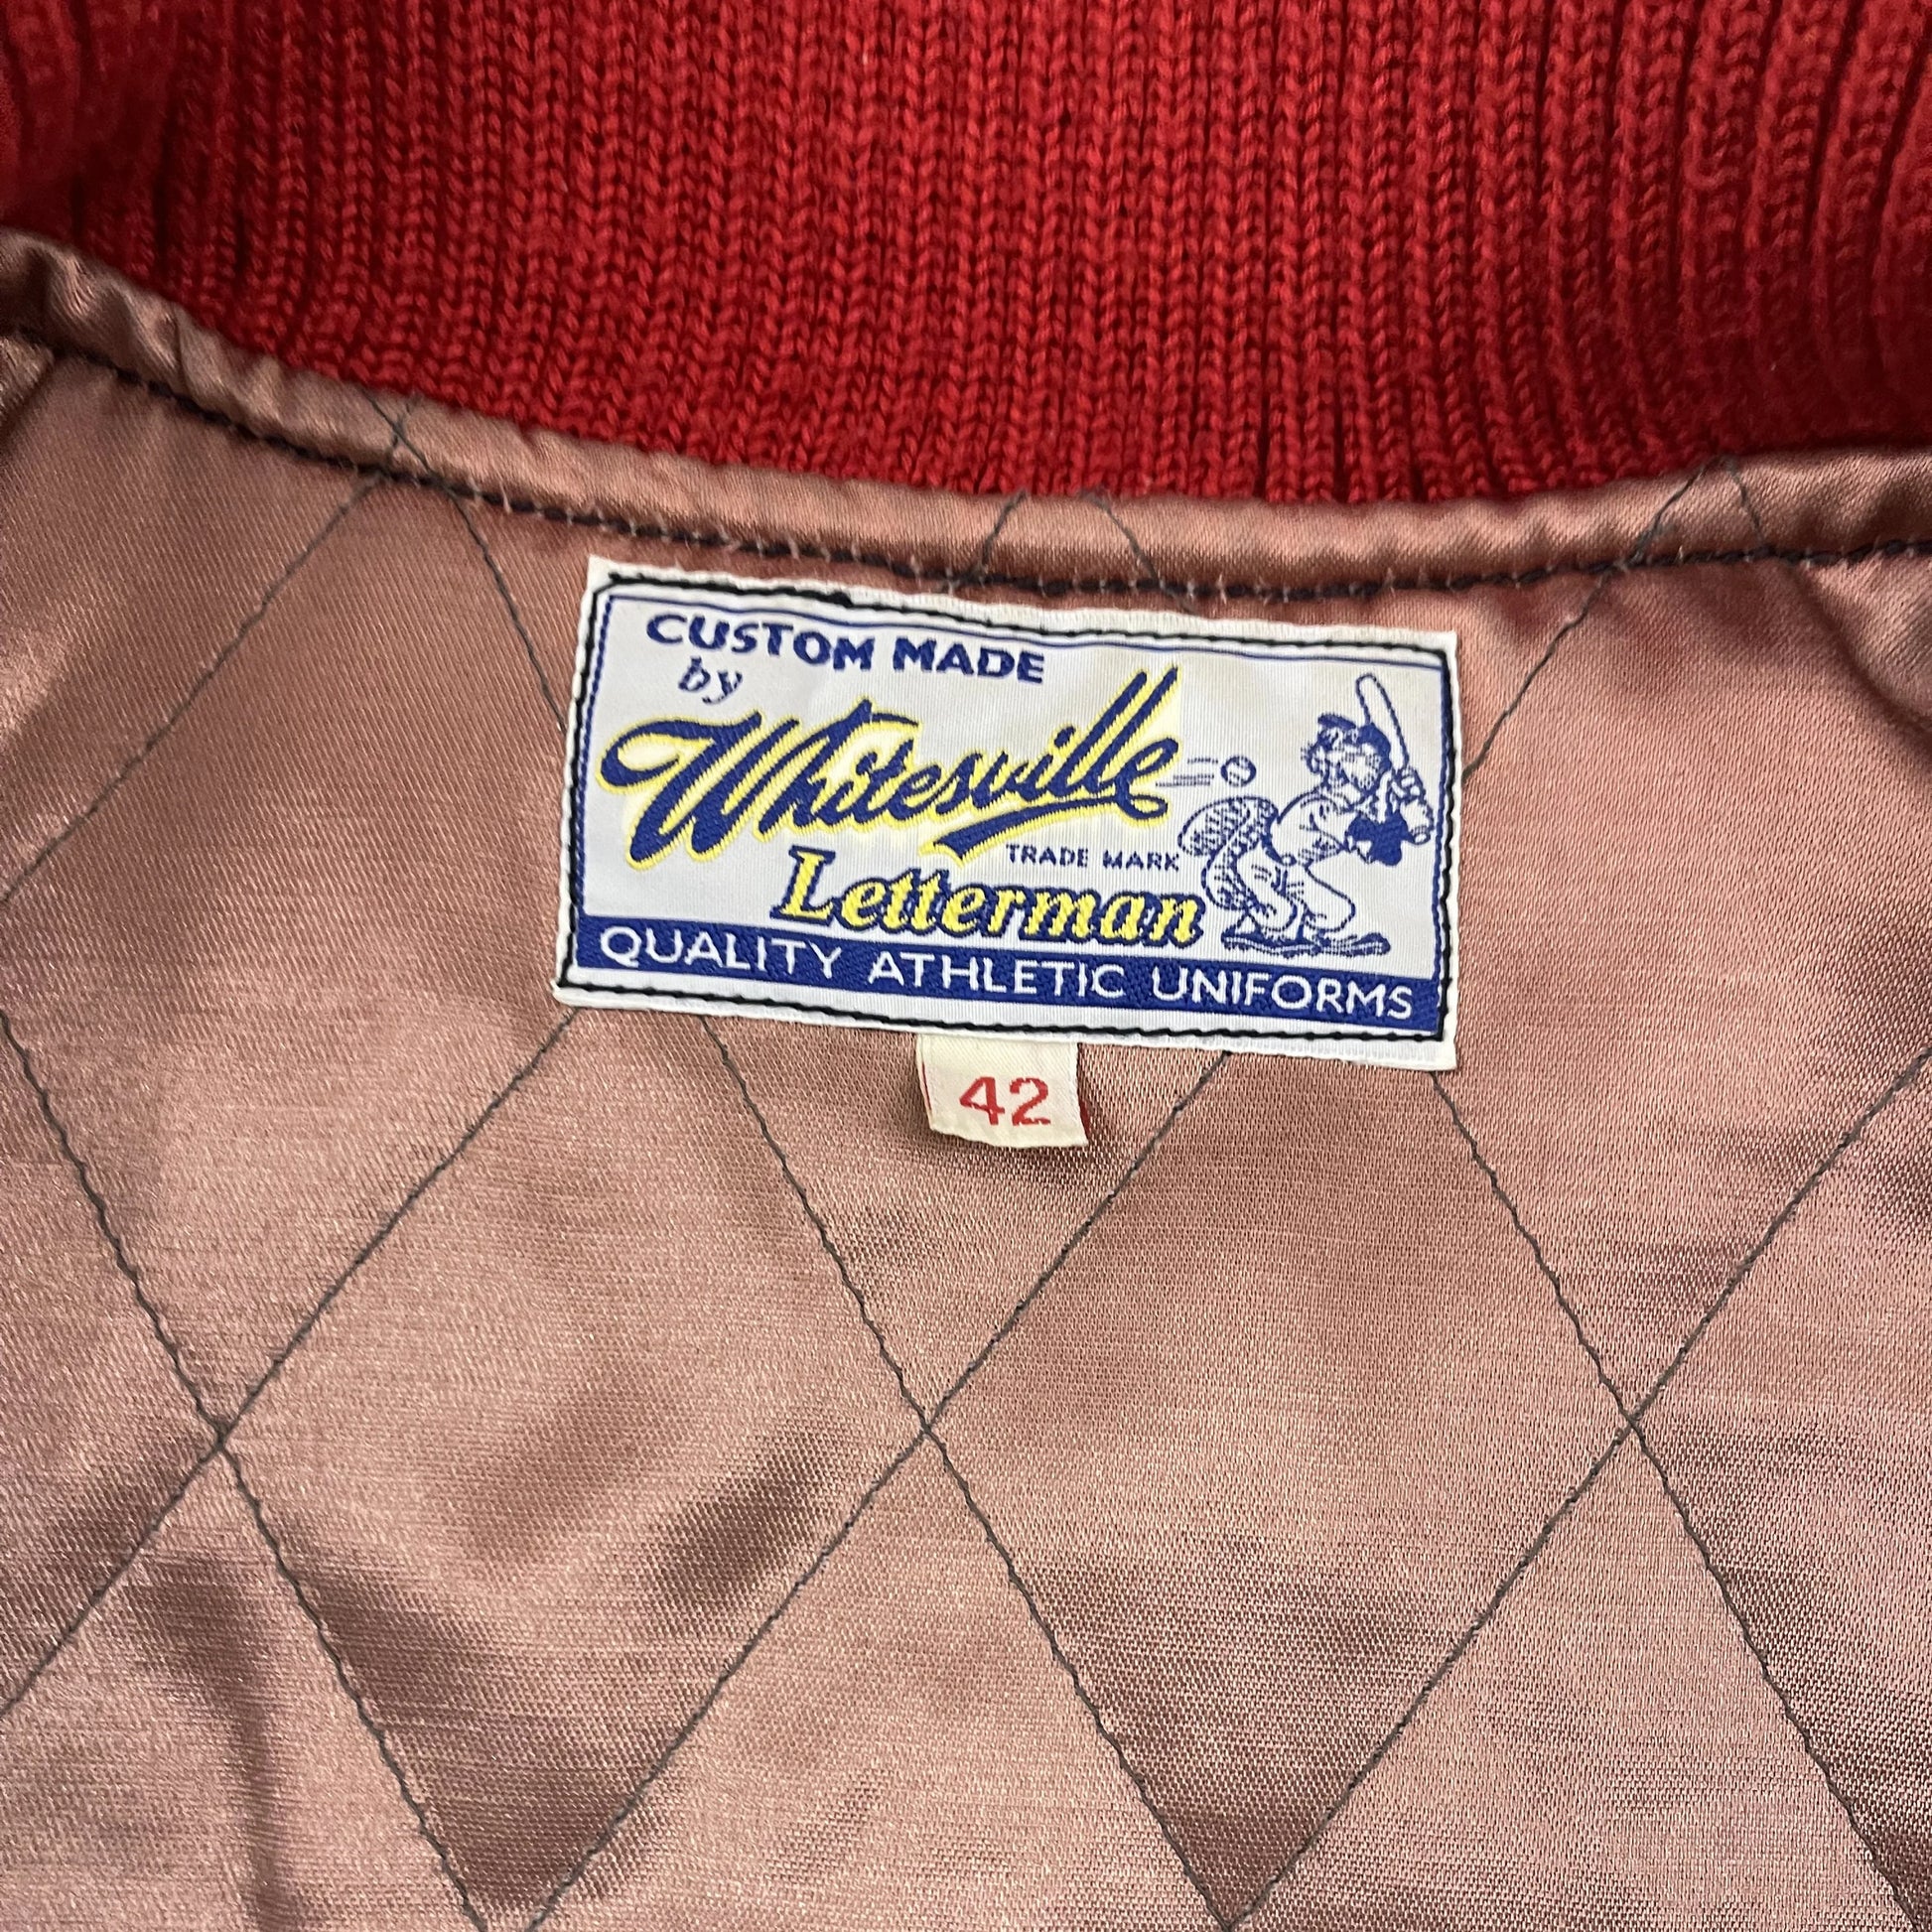 CUSTOM MADE
by
Whitesville
TRADE MARK
Letterman
QUALITY ATHLETIC UNIFORMS
42